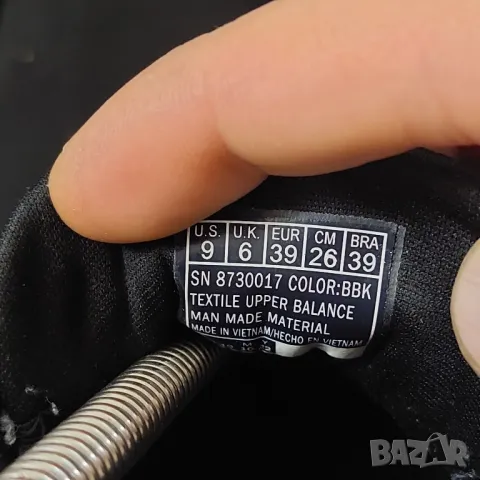 U.S. U.K. EUR CM BRA
9 6 39 26 39
SN 8730017 COLOR:BBK
TEXTILE UPPER BALANCE
MAN MADE MATERIAL
MADE IN VIETNAM/HECHO EN VIETNAM
BAZAR